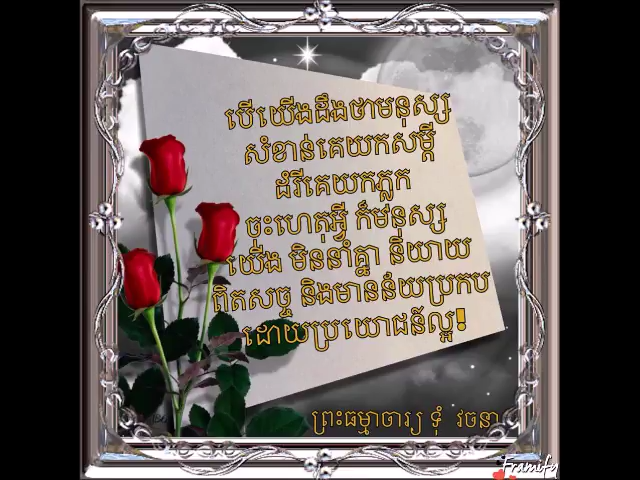 បើយើងដឹងថាមនុស្ស
សំខាន់គេយកសម្ដី
ដំរីគេយកភ្លុក
ចុះហេតុអ្វី ក៏មនុស្ស
យើង មិននាំគ្នា និយាយ
ពិតសច្ច និងមានន័យប្រកប
ដោយប្រយោជន៍ល្អ!
ព្រះធម្មាចារ្យ ទុំ វចនា
Framify